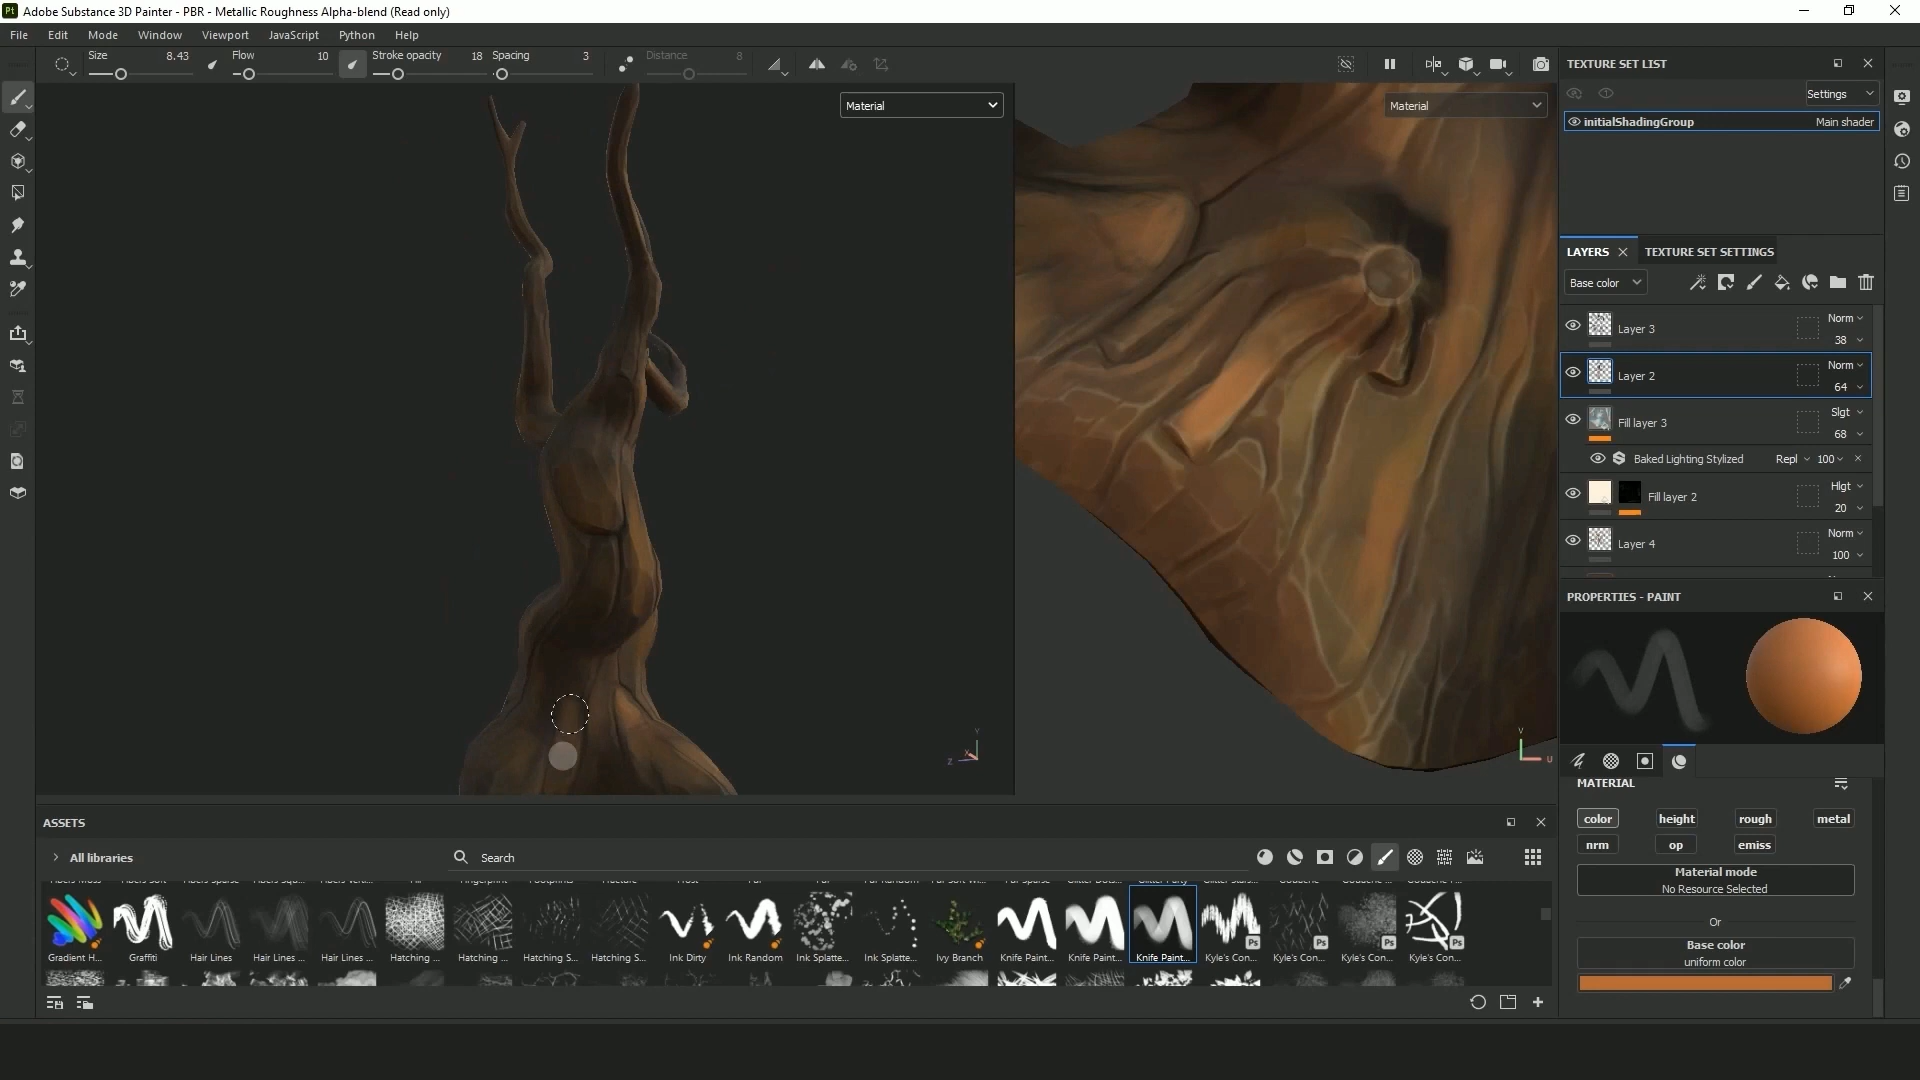 Pt Adobe Substance 3D Painter - PBR - Metallic Roughness Alpha-blend (Read only)
File Edit Mode Window Viewport JavaScript Python Help
Size 8.43 Flow 10 Stroke opacity 18 Spacing 3 Distance 8
Material
Material
TEXTURE SET LIST
Settings
initialShadingGroup Main shader
LAYERS TEXTURE SET SETTINGS
Base color
Layer 3 Norm 38
Layer 2 Norm 64
Fill layer 3 Slgt 68
Baked Lighting Stylized Repl 100
Fill layer 2 Hlgt 20
Layer 4 Norm 100
Y
Z
X
V
U
PROPERTIES - PAINT
MATERIAL
color height rough metal
nrm op emiss
Material mode
No Resource Selected
Or
Base color
uniform color
ASSETS
All libraries
Search
Gradient H... Graffiti Hair Lines Hair Lines ... Hair Lines ... Hatching ... Hatching ... Hatching S... Hatching S... Ink Dirty Ink Random Ink Splatte... Ink Splatte... Ivy Branch Knife Paint... Knife Paint... Knife Paint... Kyle's Con... Kyle's Con... Kyle's Con... Kyle's Con...
Ps Ps Ps Ps